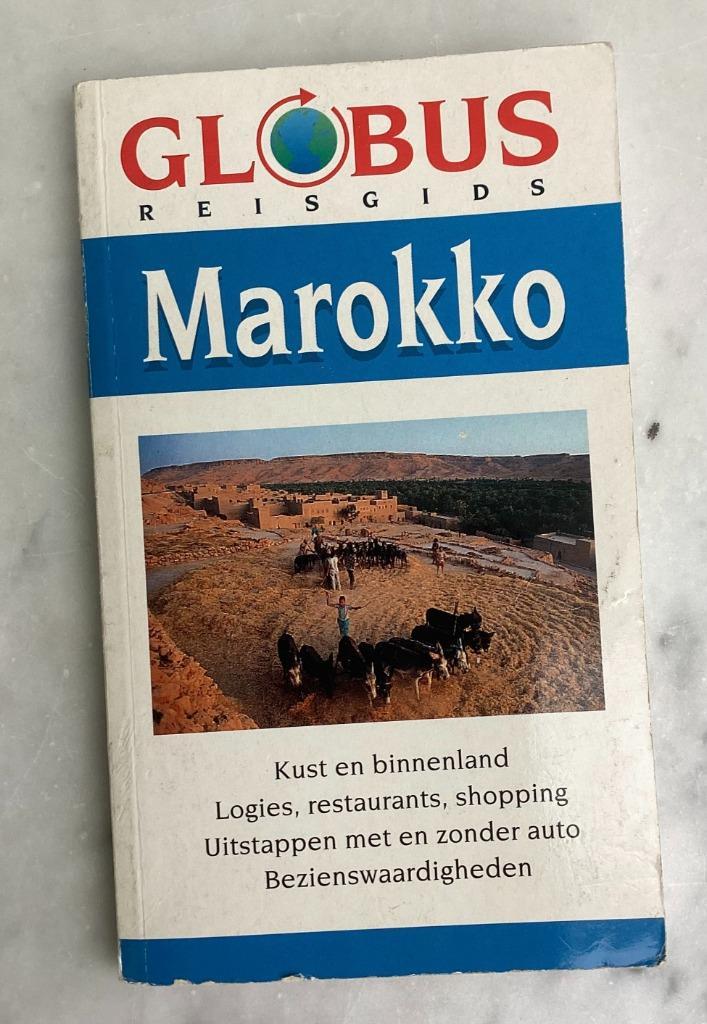 GLOBUS
REISGIDS
Marokko
Kust en binnenland
Logies, restaurants, shopping
Uitstappen met en zonder auto
Bezienswaardigheden